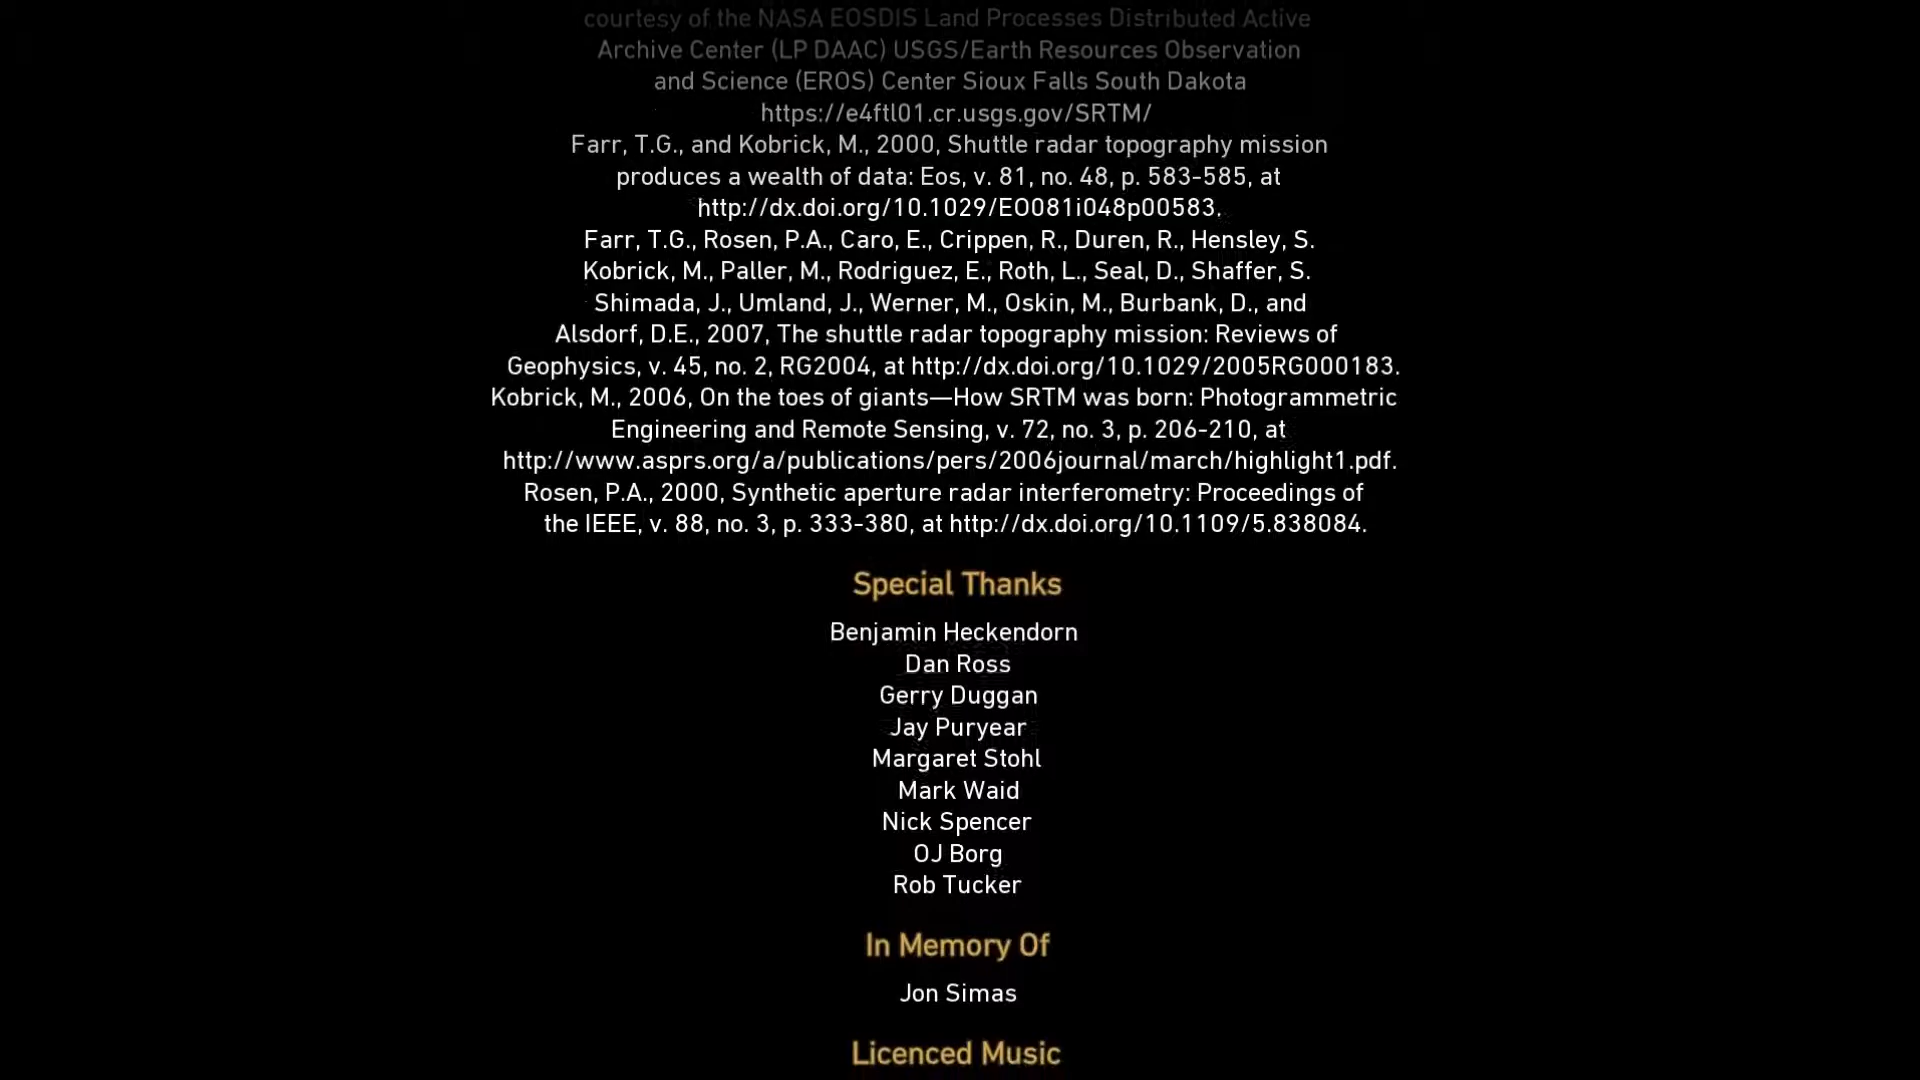 courtesy of the NASA EOSDIS Land Processes Distributed Active
Archive Center (LP DAAC) USGS/Earth Resources Observation
and Science (EROS) Center Sioux Falls South Dakota
https://e4ftl01.cr.usgs.gov/SRTM/
Farr, T.G., and Kobrick, M., 2000, Shuttle radar topography mission
produces a wealth of data: Eos, v. 81, no. 48, p. 583-585, at
http://dx.doi.org/10.1029/EO081i048p00583.
Farr, T.G., Rosen, P.A., Caro, E., Crippen, R., Duren, R., Hensley, S.
Kobrick, M., Paller, M., Rodriguez, E., Roth, L., Seal, D., Shaffer, S.
Shimada, J., Umland, J., Werner, M., Oskin, M., Burbank, D., and
Alsdorf, D.E., 2007, The shuttle radar topography mission: Reviews of
Geophysics, v. 45, no. 2, RG2004, at http://dx.doi.org/10.1029/2005RG000183.
Kobrick, M., 2006, On the toes of giants—How SRTM was born: Photogrammetric
Engineering and Remote Sensing, v. 72, no. 3, p. 206-210, at
http://www.asprs.org/a/publications/pers/2006journal/march/highlight1.pdf.
Rosen, P.A., 2000, Synthetic aperture radar interferometry: Proceedings of
the IEEE, v. 88, no. 3, p. 333-380, at http://dx.doi.org/10.1109/5.838084.
Special Thanks
Benjamin Heckendorn
Dan Ross
Gerry Duggan
Jay Puryear
Margaret Stohl
Mark Waid
Nick Spencer
OJ Borg
Rob Tucker
In Memory Of
Jon Simas
Licenced Music